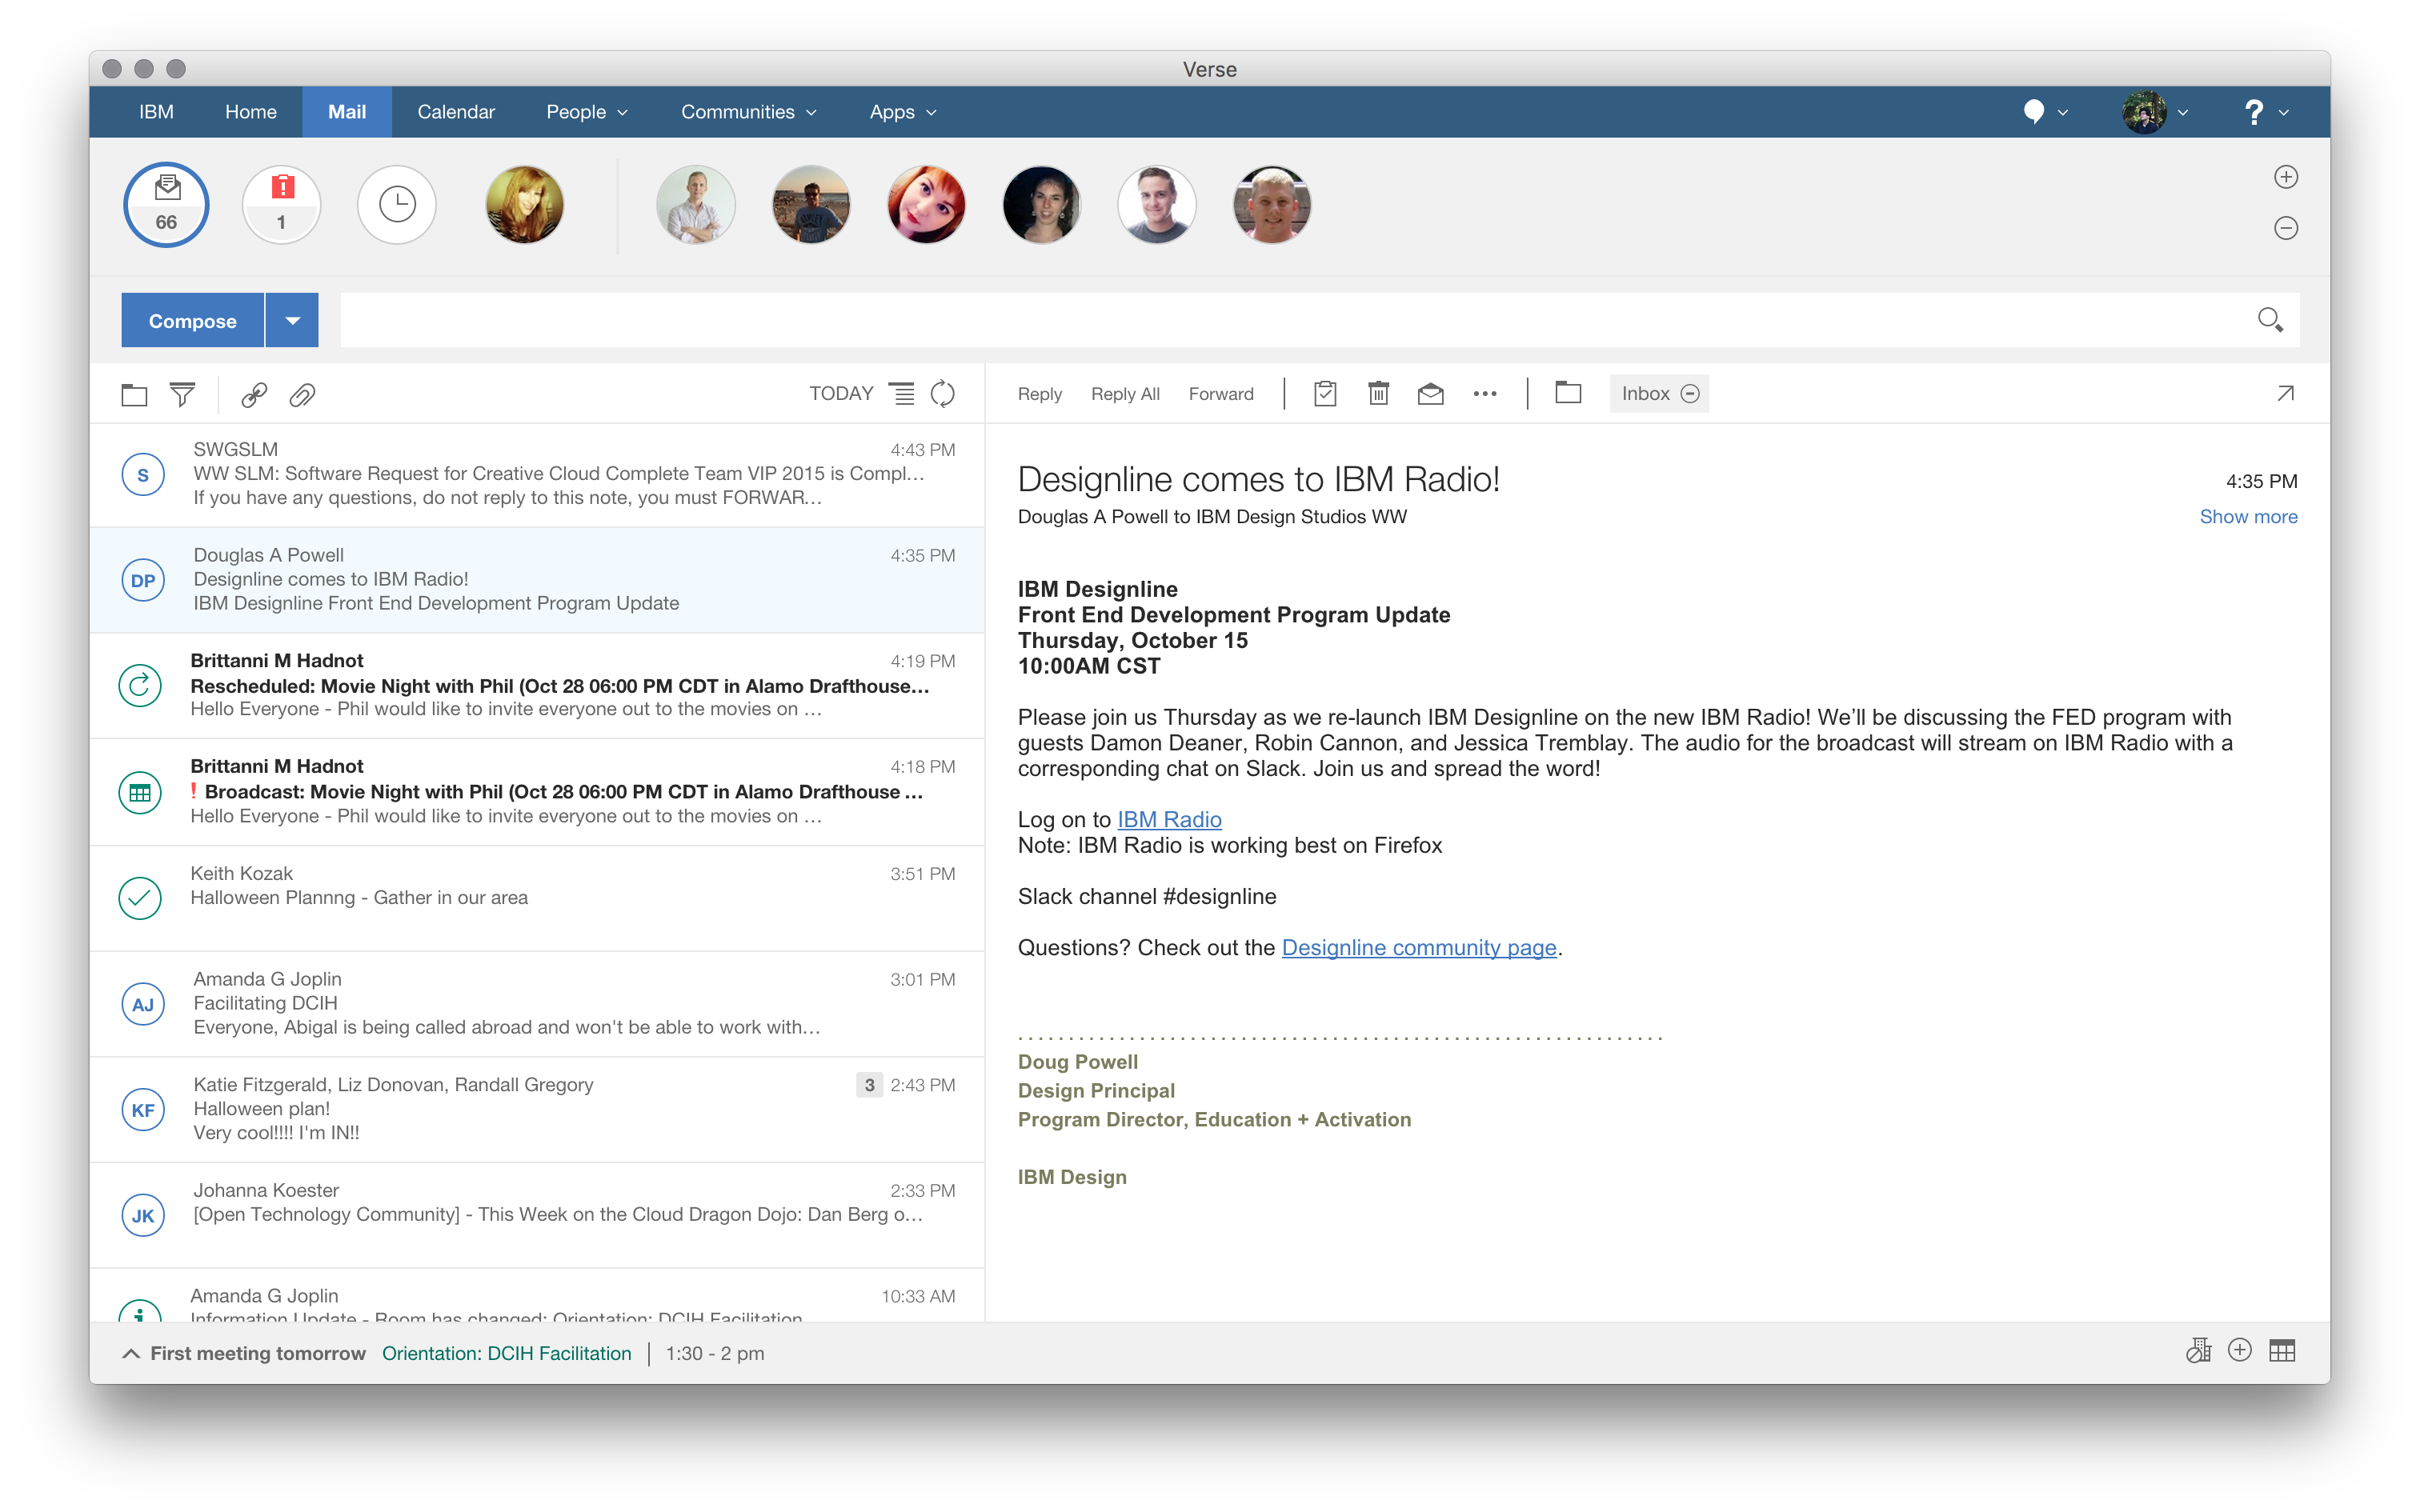 Verse
IBM Home Mail Calendar People Communities Apps ?
66 1
Compose
TODAY
Reply Reply All Forward ••• Inbox
S SWGSLM 4:43 PM
WW SLM: Software Request for Creative Cloud Complete Team VIP 2015 is Compl...
If you have any questions, do not reply to this note, you must FORWAR...
DP Douglas A Powell 4:35 PM
Designline comes to IBM Radio!
IBM Designline Front End Development Program Update
Brittanni M Hadnot 4:19 PM
Rescheduled: Movie Night with Phil (Oct 28 06:00 PM CDT in Alamo Drafthouse...
Hello Everyone - Phil would like to invite everyone out to the movies on ...
Brittanni M Hadnot 4:18 PM
! Broadcast: Movie Night with Phil (Oct 28 06:00 PM CDT in Alamo Drafthouse ...
Hello Everyone - Phil would like to invite everyone out to the movies on ...
Keith Kozak 3:51 PM
Halloween Plannng - Gather in our area
AJ Amanda G Joplin 3:01 PM
Facilitating DCIH
Everyone, Abigal is being called abroad and won't be able to work with...
KF Katie Fitzgerald, Liz Donovan, Randall Gregory 3 2:43 PM
Halloween plan!
Very cool!!!! I'm IN!!
JK Johanna Koester 2:33 PM
[Open Technology Community] - This Week on the Cloud Dragon Dojo: Dan Berg o...
Amanda G Joplin 10:33 AM
Information Update - Room has changed: Orientation: DCIH Facilitation
Designline comes to IBM Radio! 4:35 PM
Douglas A Powell to IBM Design Studios WW Show more
IBM Designline
Front End Development Program Update
Thursday, October 15
10:00AM CST
Please join us Thursday as we re-launch IBM Designline on the new IBM Radio! We’ll be discussing the FED program with
guests Damon Deaner, Robin Cannon, and Jessica Tremblay. The audio for the broadcast will stream on IBM Radio with a
corresponding chat on Slack. Join us and spread the word!
Log on to IBM Radio
Note: IBM Radio is working best on Firefox
Slack channel #designline
Questions? Check out the Designline community page.
Doug Powell
Design Principal
Program Director, Education + Activation
IBM Design
First meeting tomorrow Orientation: DCIH Facilitation | 1:30 - 2 pm